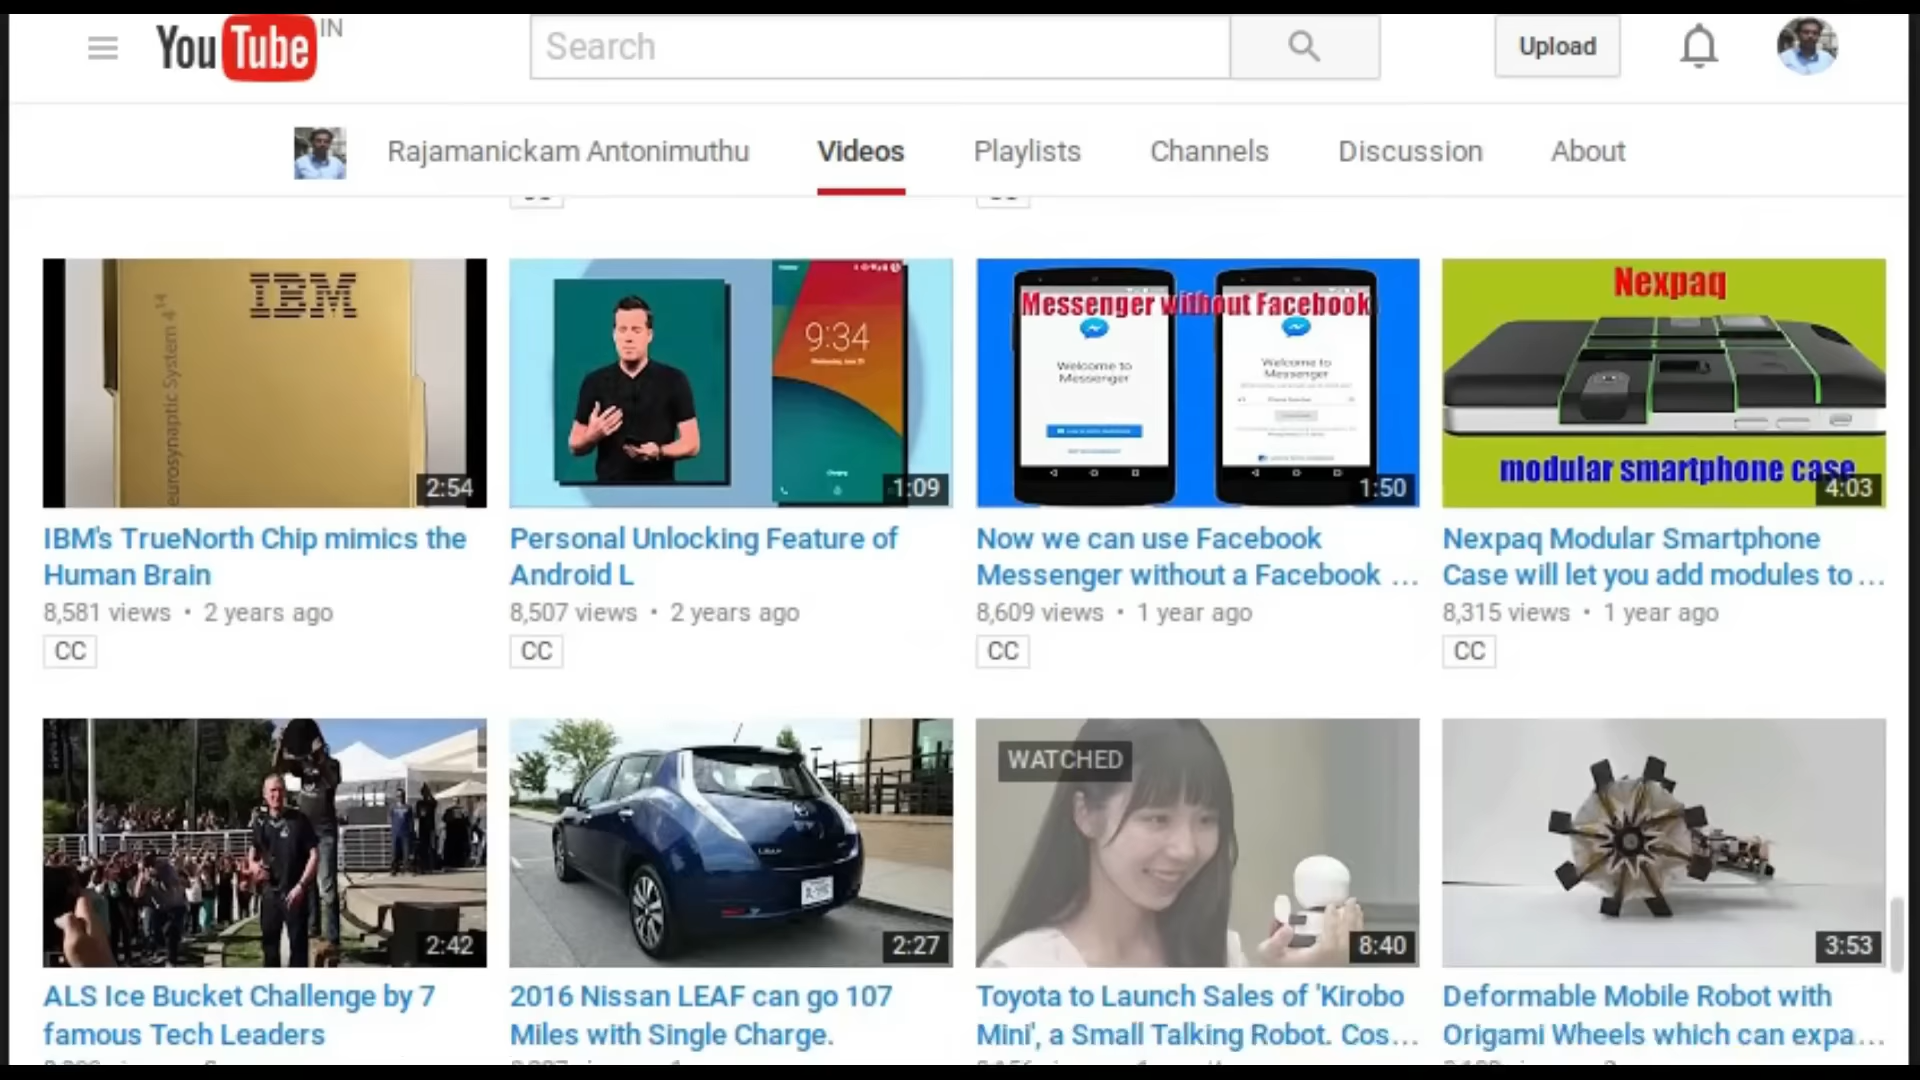 YouTube IN
Search
Upload
Rajamanickam Antonimuthu
Videos
Playlists
Channels
Discussion
About
IBM
eurosynaptic System 4¹⁴
2:54
9:34
1:09
Messenger without Facebook
Welcome to
Messenger
Welcome to
Messenger
1:50
Nexpaq
modular smartphone case
4:03
IBM's TrueNorth Chip mimics the
Human Brain
8,581 views • 2 years ago
CC
Personal Unlocking Feature of
Android L
8,507 views • 2 years ago
CC
Now we can use Facebook
Messenger without a Facebook ...
8,609 views • 1 year ago
CC
Nexpaq Modular Smartphone
Case will let you add modules to ...
8,315 views • 1 year ago
CC
2:42
LEAF
2:27
WATCHED
8:40
3:53
ALS Ice Bucket Challenge by 7
famous Tech Leaders
2016 Nissan LEAF can go 107
Miles with Single Charge.
Toyota to Launch Sales of 'Kirobo
Mini', a Small Talking Robot. Cos...
Deformable Mobile Robot with
Origami Wheels which can expa...